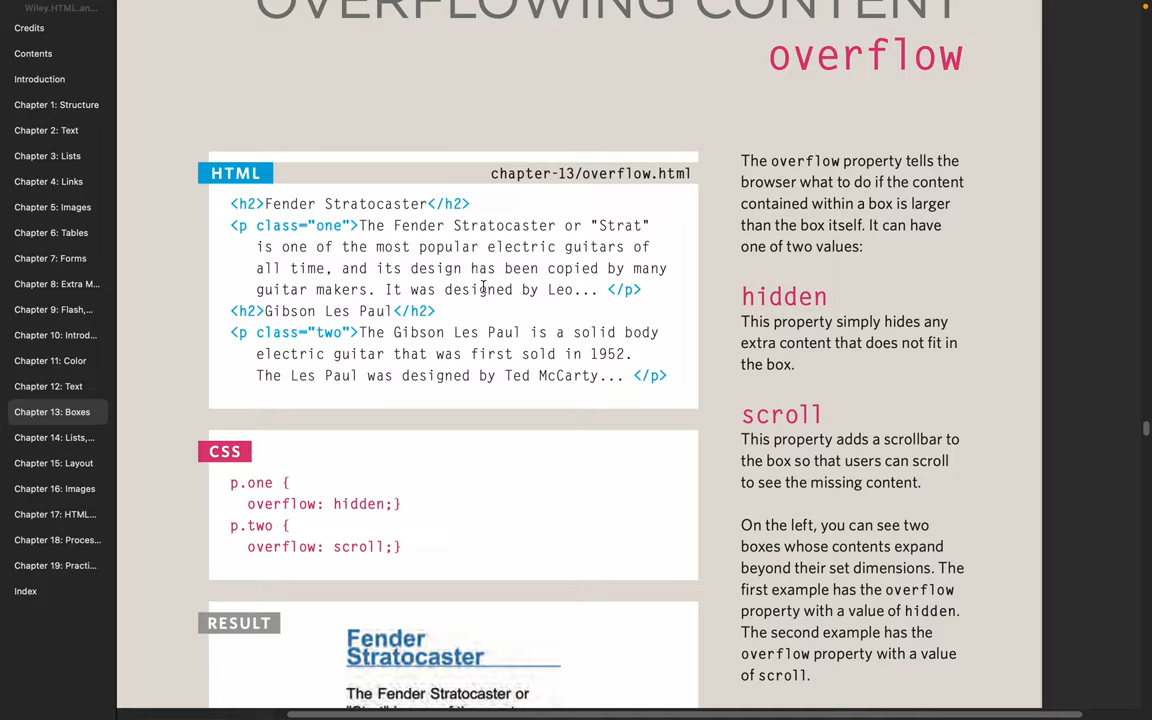 Wiley.HTML.an...
Credits
Contents
Introduction
Chapter 1: Structure
Chapter 2: Text
Chapter 3: Lists
Chapter 4: Links
Chapter 5: Images
Chapter 6: Tables
Chapter 7: Forms
Chapter 8: Extra M...
Chapter 9: Flash,...
Chapter 10: Introd...
Chapter 11: Color
Chapter 12: Text
Chapter 13: Boxes
Chapter 14: Lists,...
Chapter 15: Layout
Chapter 16: Images
Chapter 17: HTML...
Chapter 18: Proces...
Chapter 19: Practi...
Index
OVERFLOWING CONTENT
overflow
HTML
chapter-13/overflow.html
<h2>Fender Stratocaster</h2>
<p class="one">The Fender Stratocaster or "Strat"
is one of the most popular electric guitars of
all time, and its design has been copied by many
guitar makers. It was designed by Leo... </p>
<h2>Gibson Les Paul</h2>
<p class="two">The Gibson Les Paul is a solid body
electric guitar that was first sold in 1952.
The Les Paul was designed by Ted McCarty... </p>
CSS
p.one {
overflow: hidden;}
p.two {
overflow: scroll;}
RESULT
Fender
Stratocaster
The Fender Stratocaster or
The overflow property tells the
browser what to do if the content
contained within a box is larger
than the box itself. It can have
one of two values:
hidden
This property simply hides any
extra content that does not fit in
the box.
scroll
This property adds a scrollbar to
the box so that users can scroll
to see the missing content.
On the left, you can see two
boxes whose contents expand
beyond their set dimensions. The
first example has the overflow
property with a value of hidden.
The second example has the
overflow property with a value
of scroll.